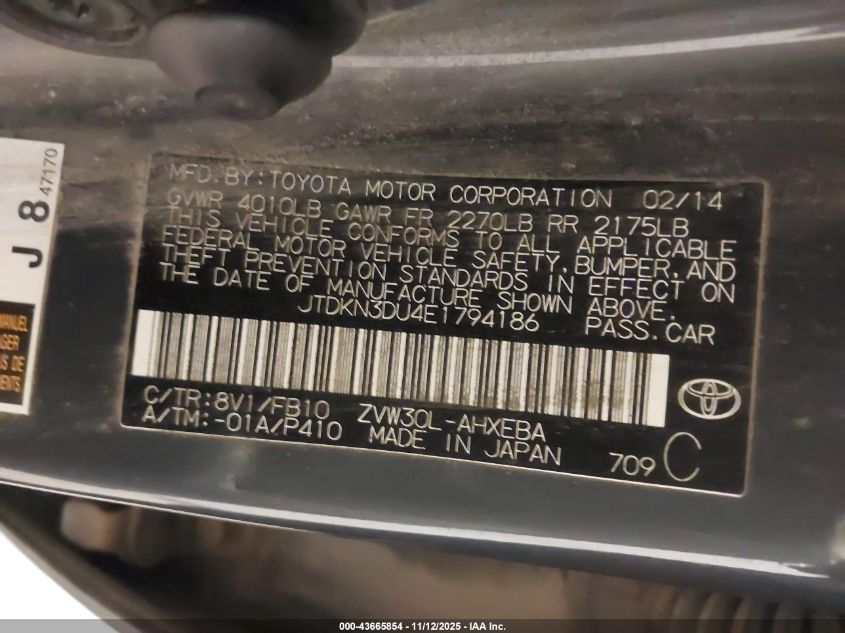 J 8 47170
MANUEL
MFD.BY:TOYOTA MOTOR CORPORATION 02/14
GVWR 4010LB GAWR FR 2270LB RR 2175LB
THIS VEHICLE CONFORMS TO ALL APPLICABLE
FEDERAL MOTOR VEHICLE SAFETY,BUMPER,AND
THEFT PREVENTION STANDARDS IN EFFECT ON
THE DATE OF MANUFACTURE SHOWN ABOVE.
JTDKN3DU4E1794186 PASS.CAR
C/TR:8V1/FB10 ZVW30L-AHXEBA
A/TM:-01A/P410 MADE IN JAPAN 709 C
000-43665854 - 11/12/2025 - IAA Inc.